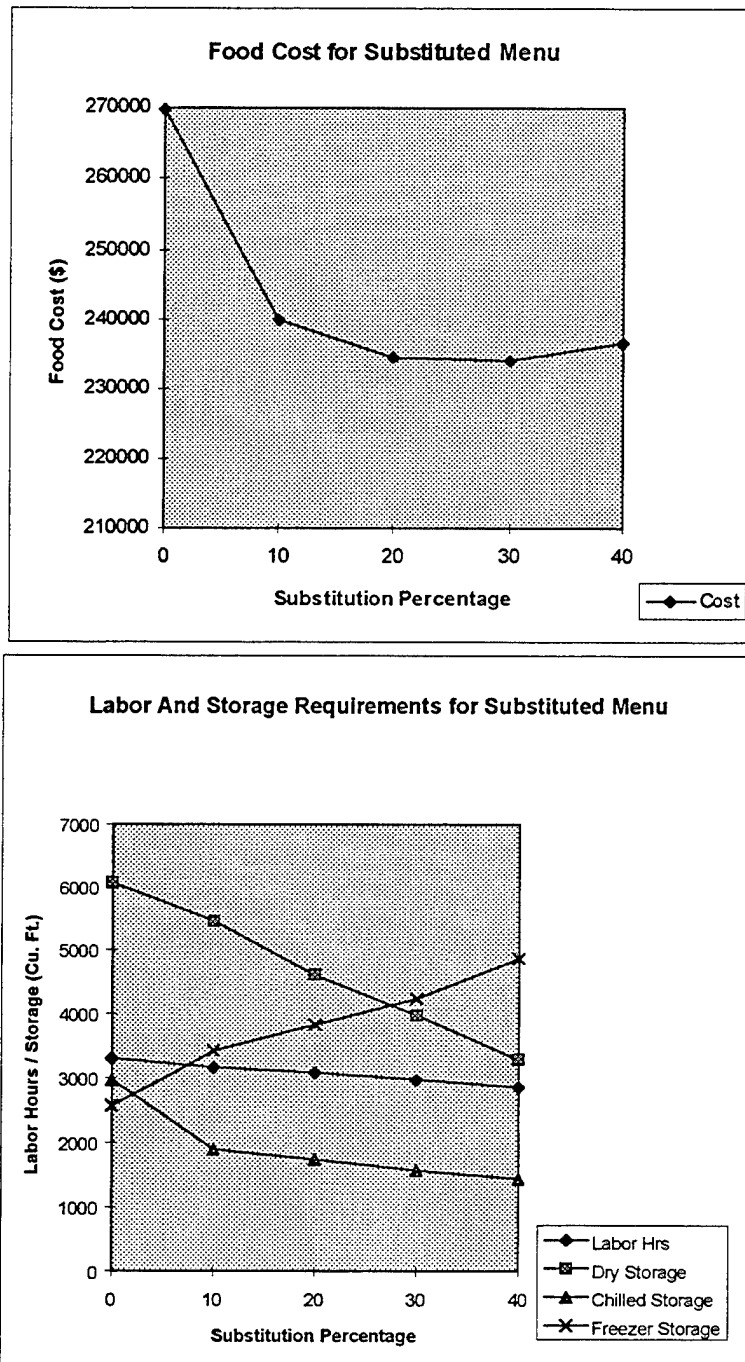 Food Cost for Substituted Menu
270000
260000
250000
240000
230000
220000
210000
Food Cost ($)
0 10 20 30 40
Substitution Percentage
Cost
Labor And Storage Requirements for Substituted Menu
7000
6000
5000
4000
3000
2000
1000
0
Labor Hours / Storage (Cu. Ft.)
0 10 20 30 40
Substitution Percentage
Labor Hrs
Dry Storage
Chilled Storage
Freezer Storage